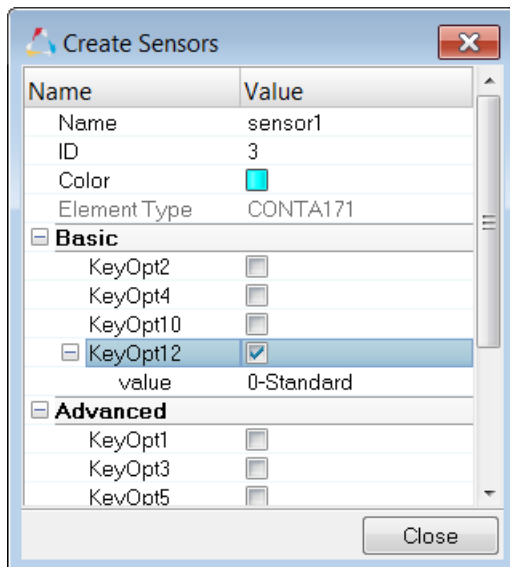 Create Sensors
Name Value
Name sensor1
ID 3
Color
Element Type CONTA171
Basic
KeyOpt2
KeyOpt4
KeyOpt10
KeyOpt12
value 0-Standard
Advanced
KeyOpt1
KeyOpt3
KeyOpt5
Close